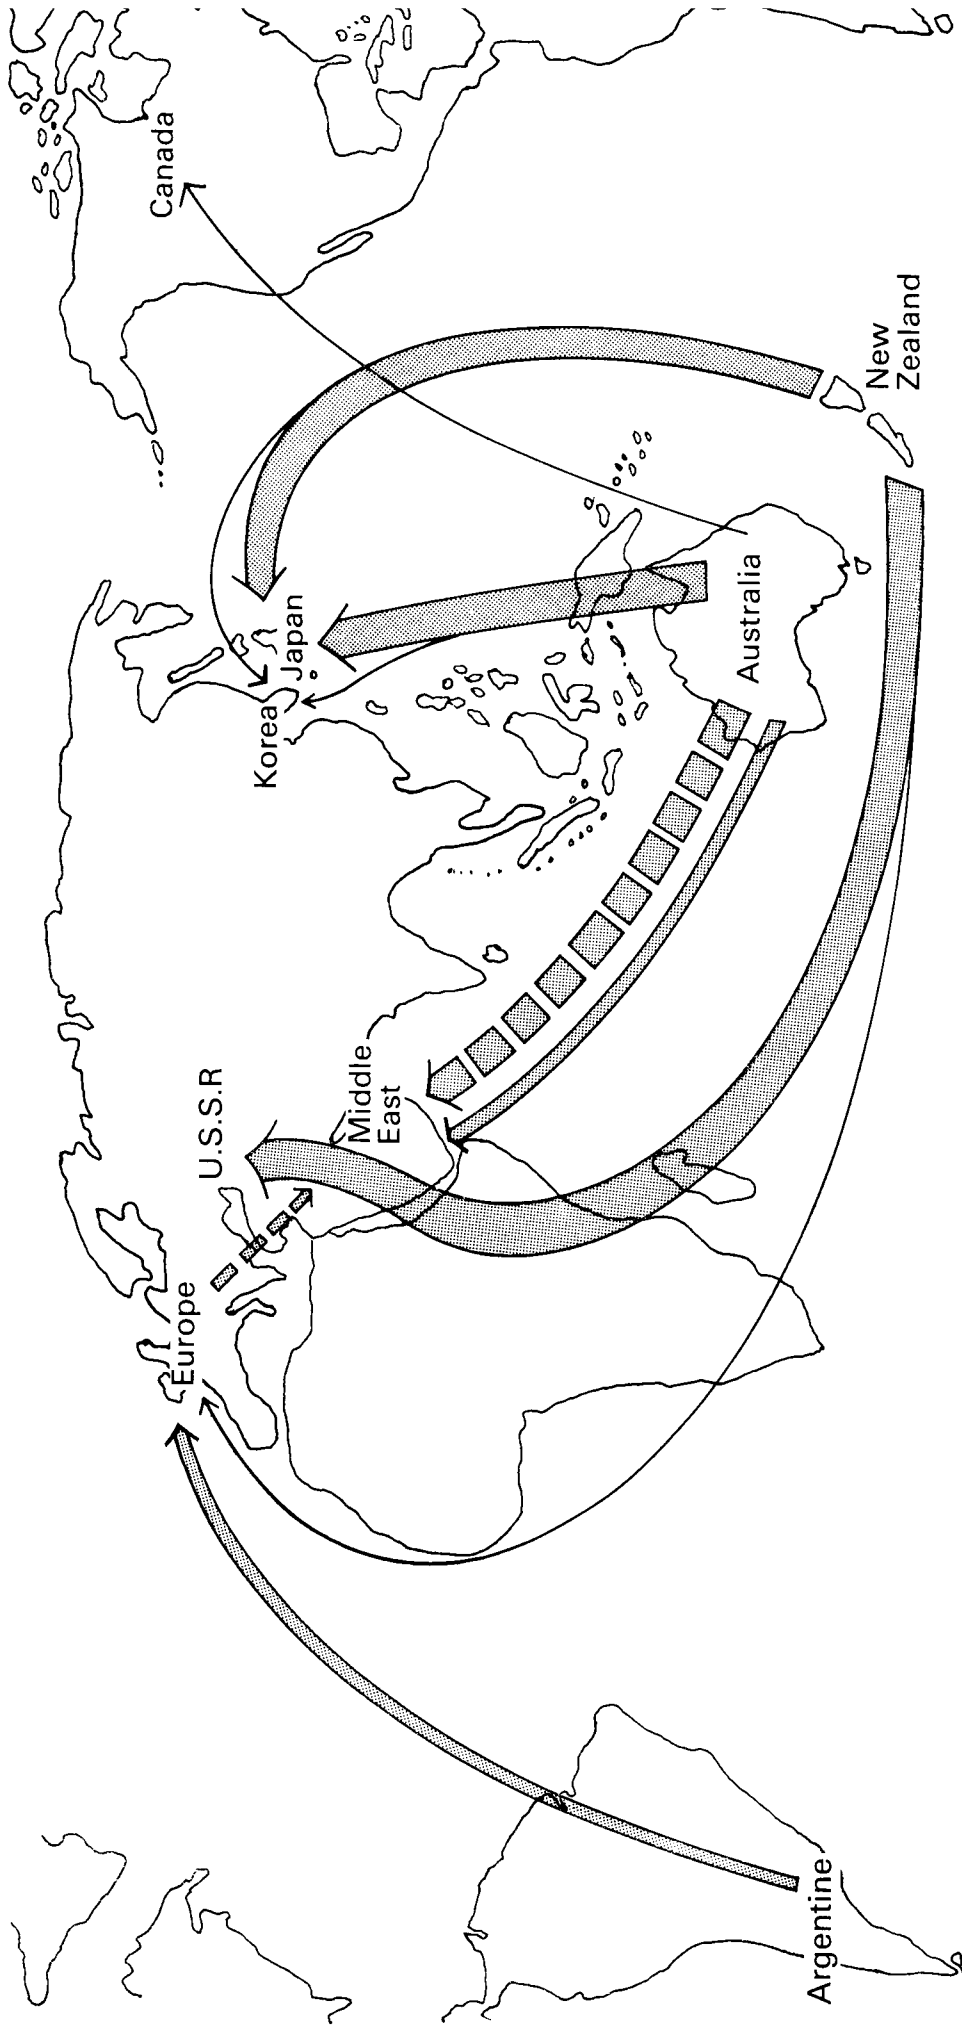 Canada
New
Zealand
Japan
Korea
Australia
U.S.S.R
Middle
East
Europe
Argentine